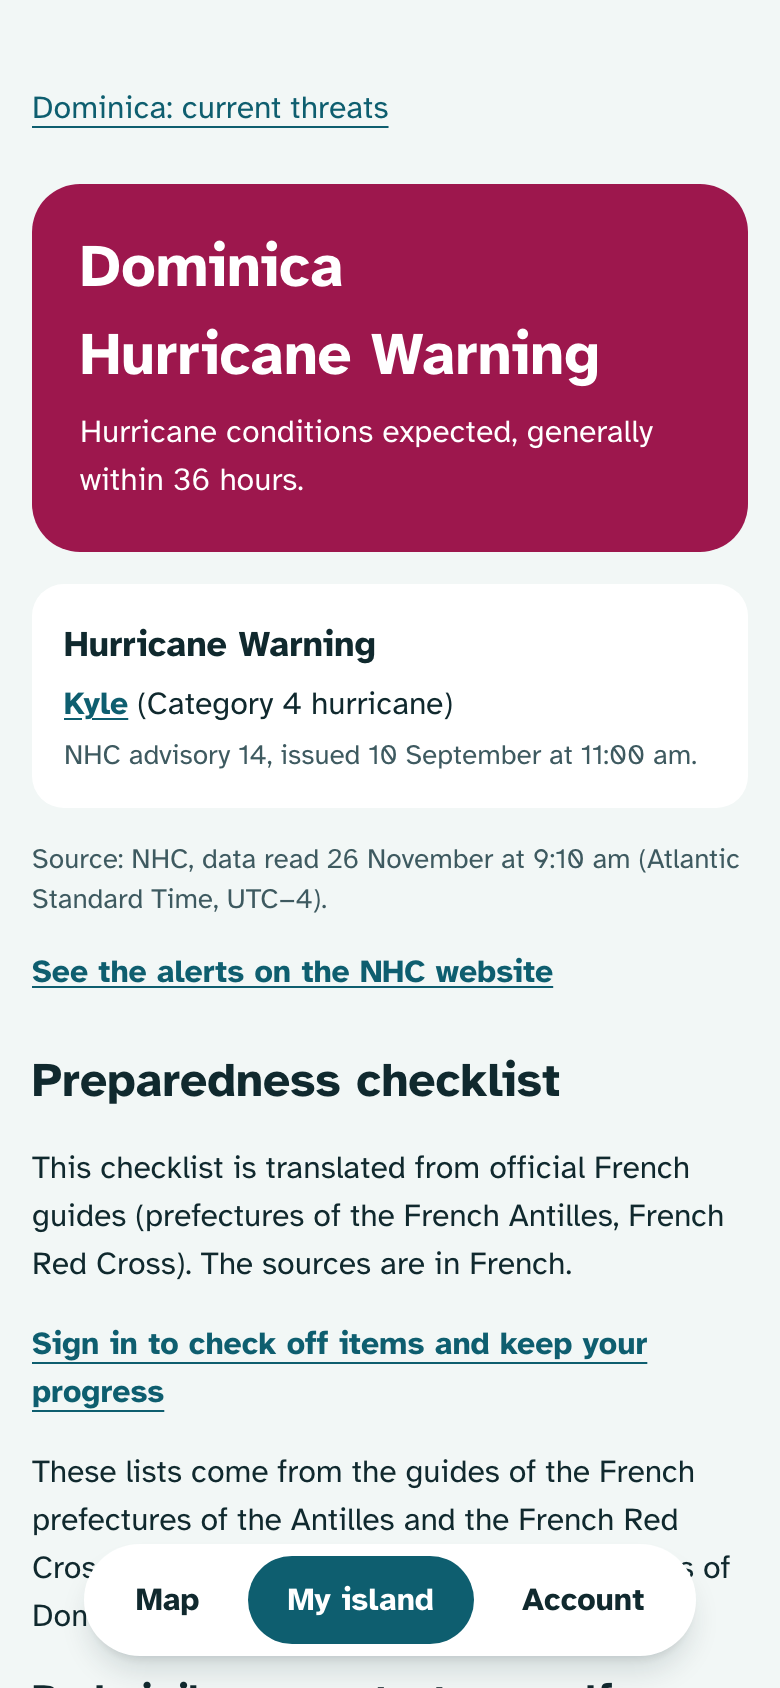 Dominica: current threats
Dominica
Hurricane Warning
Hurricane conditions expected, generally
within 36 hours.
Hurricane Warning
Kyle (Category 4 hurricane)
NHC advisory 14, issued 10 September at 11:00 am.
Source: NHC, data read 26 November at 9:10 am (Atlantic
Standard Time, UTC−4).
See the alerts on the NHC website
Preparedness checklist
This checklist is translated from official French
guides (prefectures of the French Antilles, French
Red Cross). The sources are in French.
Sign in to check off items and keep your
progress
These lists come from the guides of the French
prefectures of the Antilles and the French Red
of
Map
My island
Account